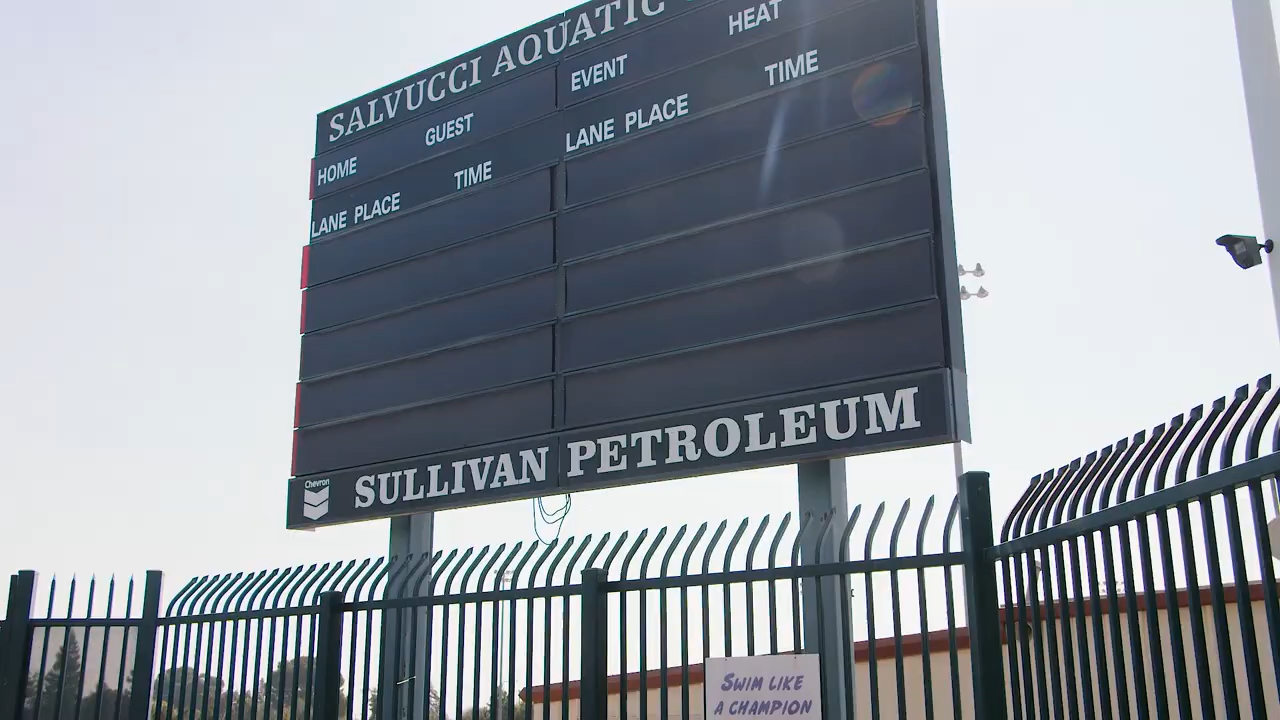 SALVUCCI AQUATIC
HOME GUEST
EVENT HEAT
LANE PLACE TIME
LANE PLACE TIME
Chevron
SULLIVAN PETROLEUM
SWIM LIKE
A CHAMPION